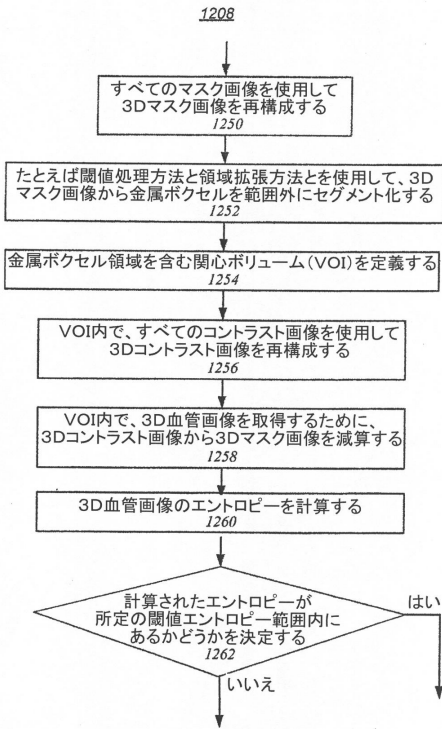 1208
すべてのマスク画像を使用して
3Dマスク画像を再構成する
1250
たとえば閾値処理方法と領域拡張方法とを使用して、3D
マスク画像から金属ボクセルを範囲外にセグメント化する
1252
金属ボクセル領域を含む関心ボリューム(VOI)を定義する
1254
VOI内で、すべてのコントラスト画像を使用して
3Dコントラスト画像を再構成する
1256
VOI内で、3D血管画像を取得するために、
3Dコントラスト画像から3Dマスク画像を減算する
1258
3D血管画像のエントロピーを計算する
1260
計算されたエントロピーが
所定の閾値エントロピー範囲内に
あるかどうかを決定する
1262
はい
いいえ